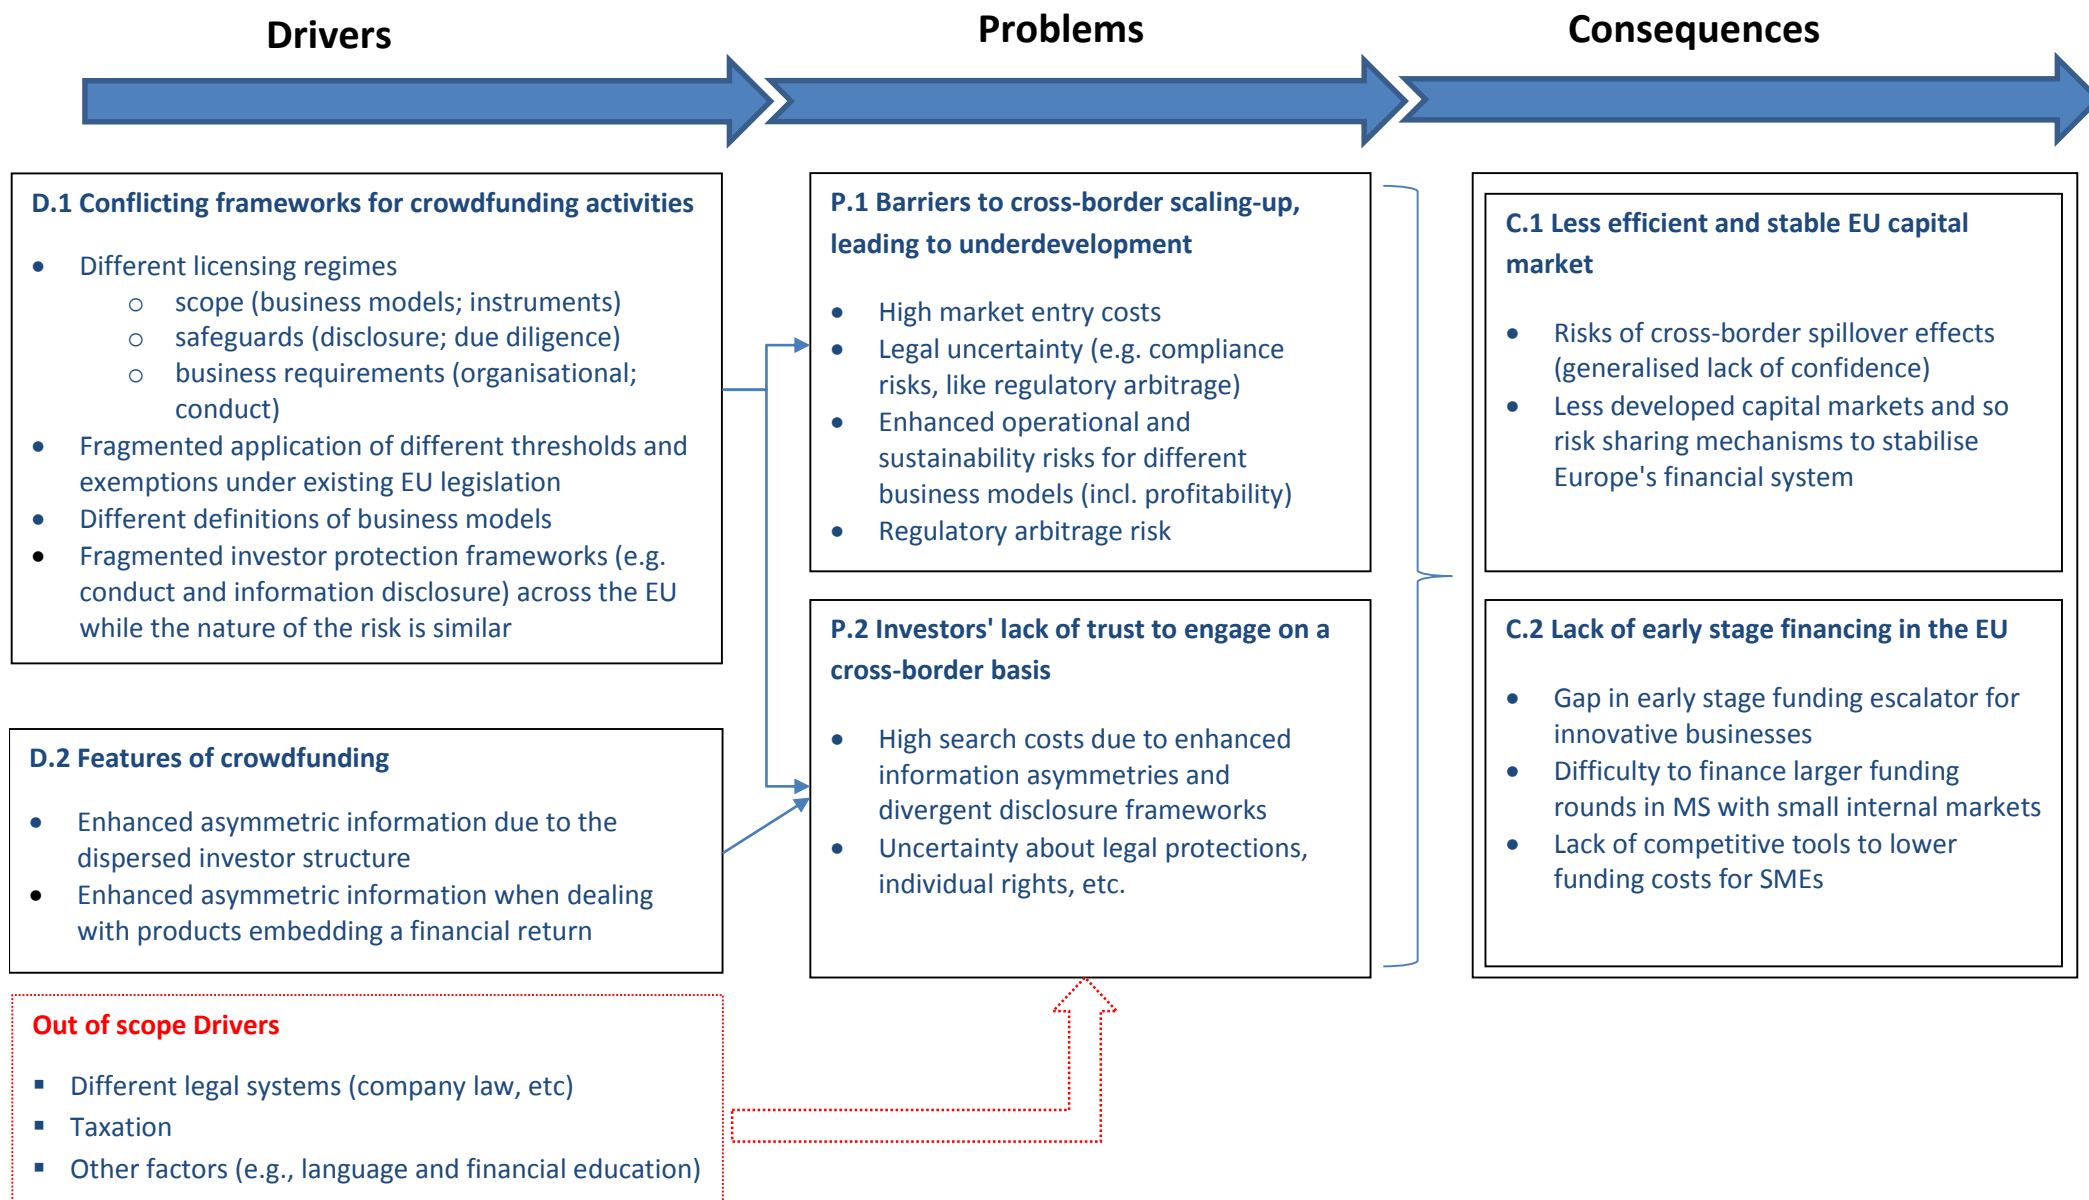 Drivers
Problems
Consequences
D.1 Conflicting frameworks for crowdfunding activities
• Different licensing regimes
o scope (business models; instruments)
o safeguards (disclosure; due diligence)
o business requirements (organisational;
conduct)
• Fragmented application of different thresholds and
exemptions under existing EU legislation
• Different definitions of business models
• Fragmented investor protection frameworks (e.g.
conduct and information disclosure) across the EU
while the nature of the risk is similar
D.2 Features of crowdfunding
• Enhanced asymmetric information due to the
dispersed investor structure
• Enhanced asymmetric information when dealing
with products embedding a financial return
Out of scope Drivers
▪ Different legal systems (company law, etc)
▪ Taxation
▪ Other factors (e.g., language and financial education)
P.1 Barriers to cross-border scaling-up,
leading to underdevelopment
• High market entry costs
• Legal uncertainty (e.g. compliance
risks, like regulatory arbitrage)
• Enhanced operational and
sustainability risks for different
business models (incl. profitability)
• Regulatory arbitrage risk
P.2 Investors' lack of trust to engage on a
cross-border basis
• High search costs due to enhanced
information asymmetries and
divergent disclosure frameworks
• Uncertainty about legal protections,
individual rights, etc.
C.1 Less efficient and stable EU capital
market
• Risks of cross-border spillover effects
(generalised lack of confidence)
• Less developed capital markets and so
risk sharing mechanisms to stabilise
Europe's financial system
C.2 Lack of early stage financing in the EU
• Gap in early stage funding escalator for
innovative businesses
• Difficulty to finance larger funding
rounds in MS with small internal markets
• Lack of competitive tools to lower
funding costs for SMEs